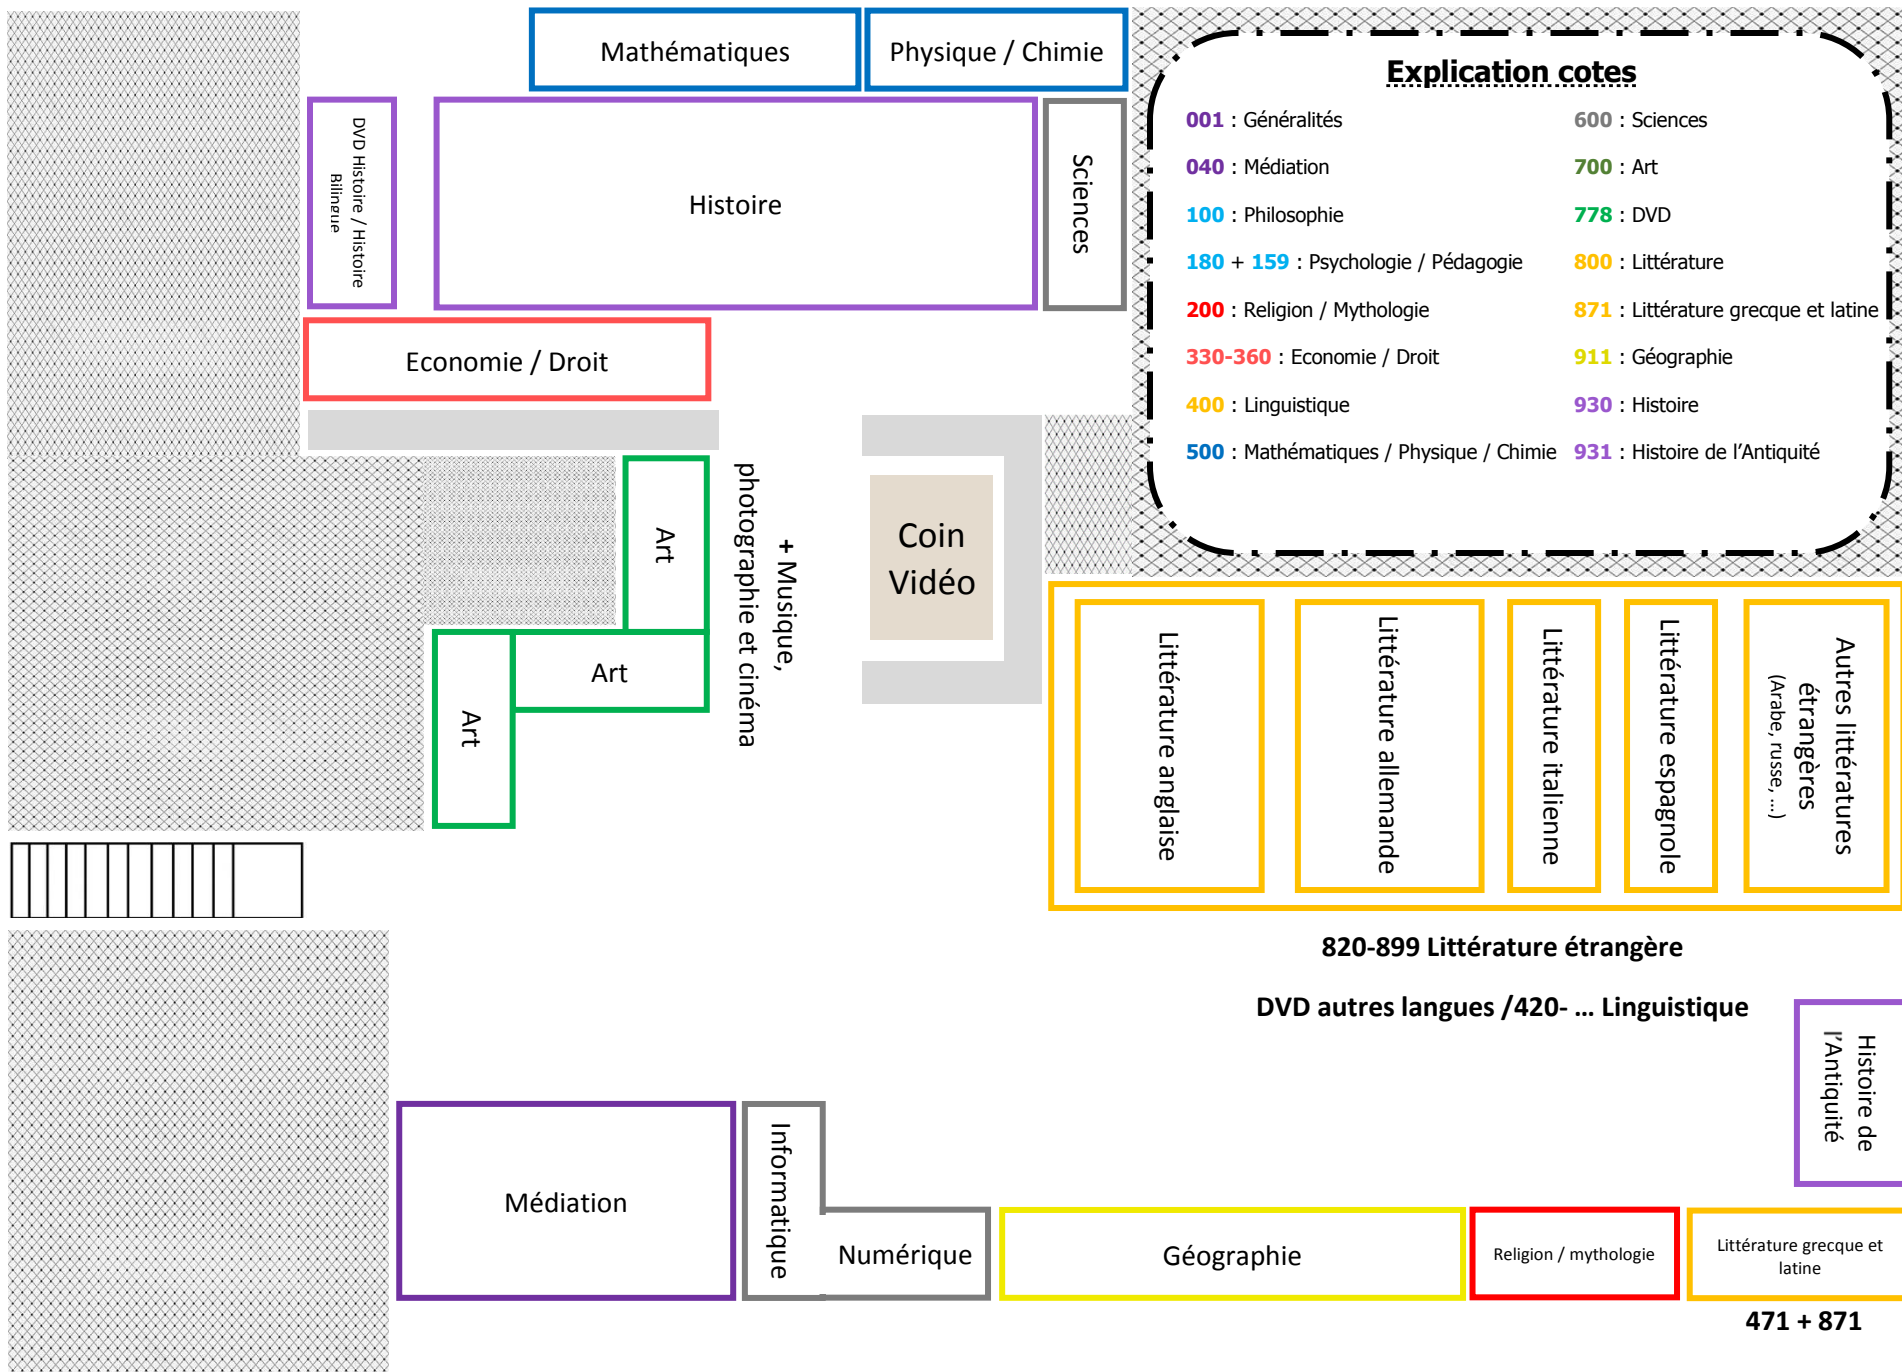 Mathématiques
Physique / Chimie
DVD Histoire / Histoire
Bilingue
Histoire
Sciences
Explication cotes
001 : Généralités
040 : Médiation
100 : Philosophie
180 + 159 : Psychologie / Pédagogie
200 : Religion / Mythologie
330-360 : Economie / Droit
400 : Linguistique
500 : Mathématiques / Physique / Chimie
600 : Sciences
700 : Art
778 : DVD
800 : Littérature
871 : Littérature grecque et latine
911 : Géographie
930 : Histoire
931 : Histoire de l'Antiquité
Economie / Droit
Art
Art
Art
+ Musique,
photographie et cinéma
Coin
Vidéo
Littérature anglaise
Littérature allemande
Littérature italienne
Littérature espagnole
Autres littératures
étrangères
(Arabe, russe, ...)
820-899 Littérature étrangère
DVD autres langues /420- ... Linguistique
Histoire de
l'Antiquité
Médiation
Informatique
Numérique
Géographie
Religion / mythologie
Littérature grecque et
latine
471 + 871